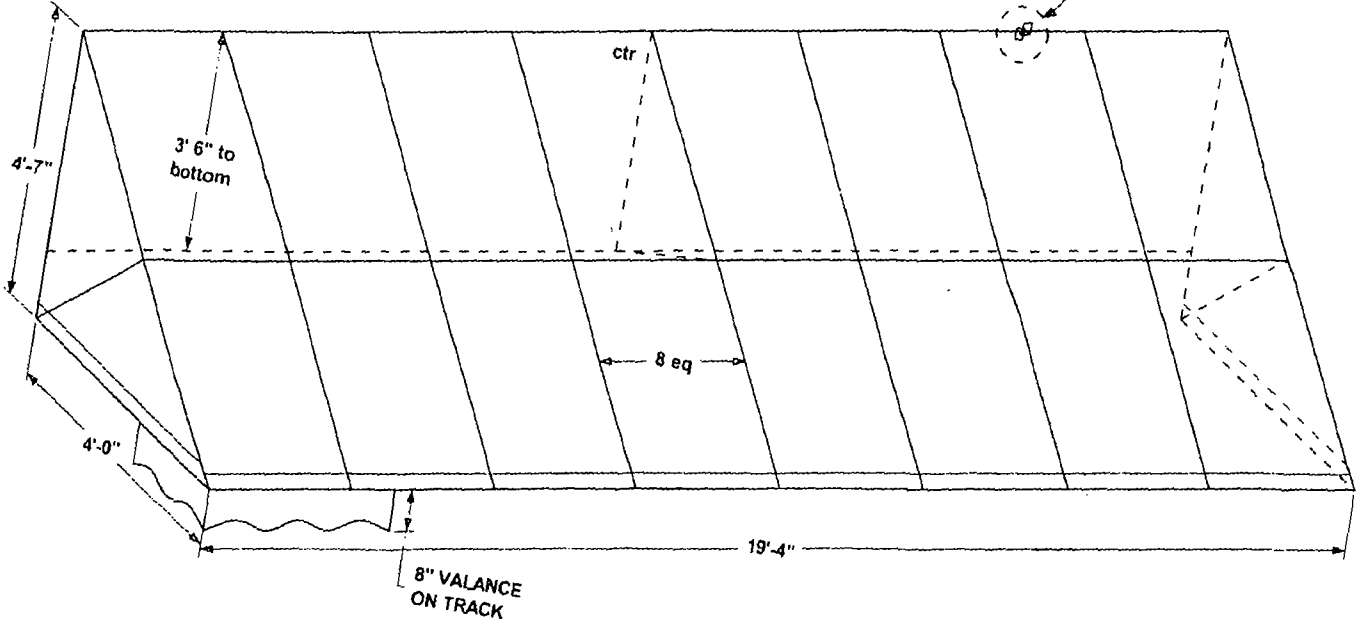 ctr
3' 6" to
bottom
4'-7"
8 eq
4'-0"
19'-4"
8" VALANCE
ON TRACK